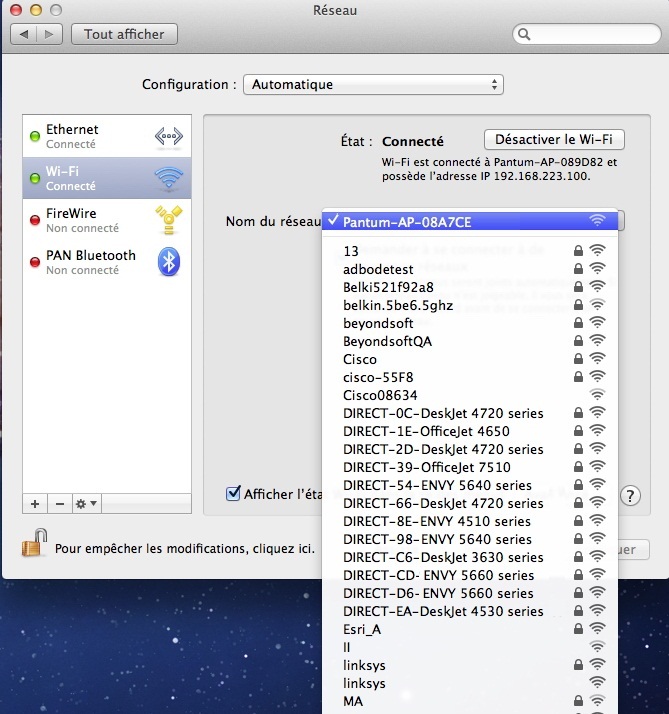 Réseau
Tout afficher
Configuration : Automatique
Ethernet
Connecté
Wi-Fi
Connecté
FireWire
Non connecté
PAN Bluetooth
Non connecté
État : Connecté
Désactiver le Wi-Fi
Wi-Fi est connecté à Pantum-AP-089D82 et
possède l'adresse IP 192.168.223.100.
Nom du réseau
✓ Pantum-AP-08A7CE
13
adbodetest
Belki521f92a8
belkin.5be6.5ghz
beyondsoft
BeyondsoftQA
Cisco
cisco-55F8
Cisco08634
DIRECT-0C-DeskJet 4720 series
DIRECT-1E-OfficeJet 4650
DIRECT-2D-DeskJet 4720 series
DIRECT-39-OfficeJet 7510
DIRECT-54-ENVY 5640 series
DIRECT-66-DeskJet 4720 series
DIRECT-8E-ENVY 4510 series
DIRECT-98-ENVY 5640 series
DIRECT-C6-DeskJet 3630 series
DIRECT-CD- ENVY 5660 series
DIRECT-D6- ENVY 5660 series
DIRECT-EA-DeskJet 4530 series
Esri_A
ll
linksys
linksys
MA
Afficher l'éta
?
Pour empêcher les modifications, cliquez ici.
uer